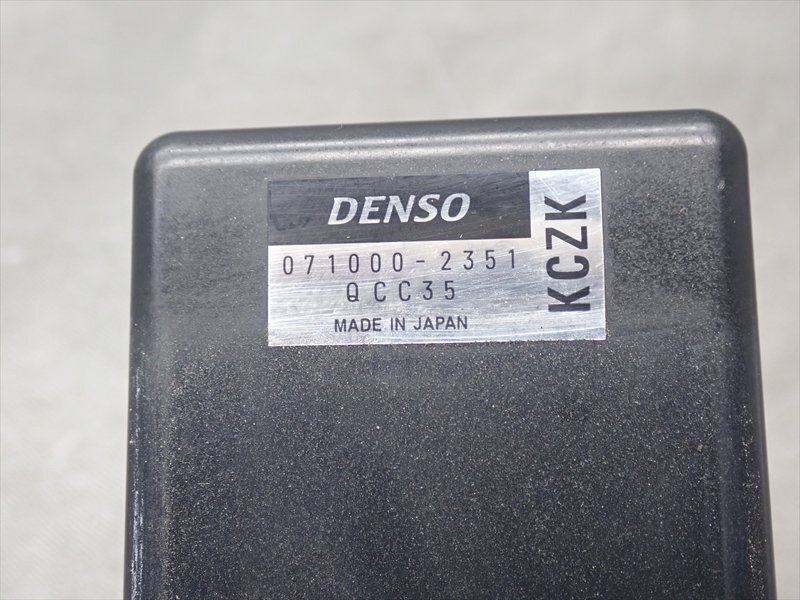 DENSO
071000-2351
QCC35
MADE IN JAPAN
KCZK